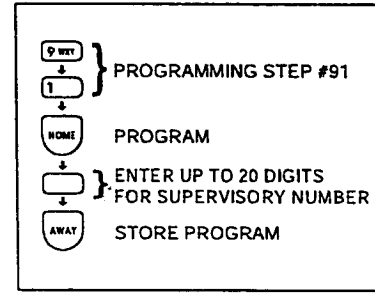 9 WXY
PROGRAMMING STEP #91
1
HOME PROGRAM
ENTER UP TO 20 DIGITS
FOR SUPERVISORY NUMBER
AWAY STORE PROGRAM